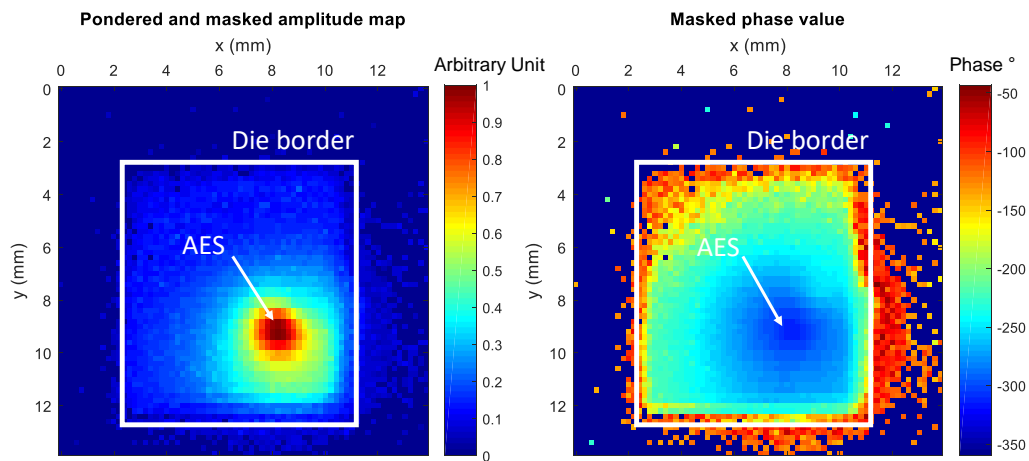 Pondered and masked amplitude map
x (mm)
0 2 4 6 8 10 12
Arbitrary Unit
y (mm)
0
2
4
6
8
10
12
Die border
AES
1
0.9
0.8
0.7
0.6
0.5
0.4
0.3
0.2
0.1
0
Masked phase value
x (mm)
0 2 4 6 8 10 12
Phase °
y (mm)
0
2
4
6
8
10
12
Die border
AES
-50
-100
-150
-200
-250
-300
-350